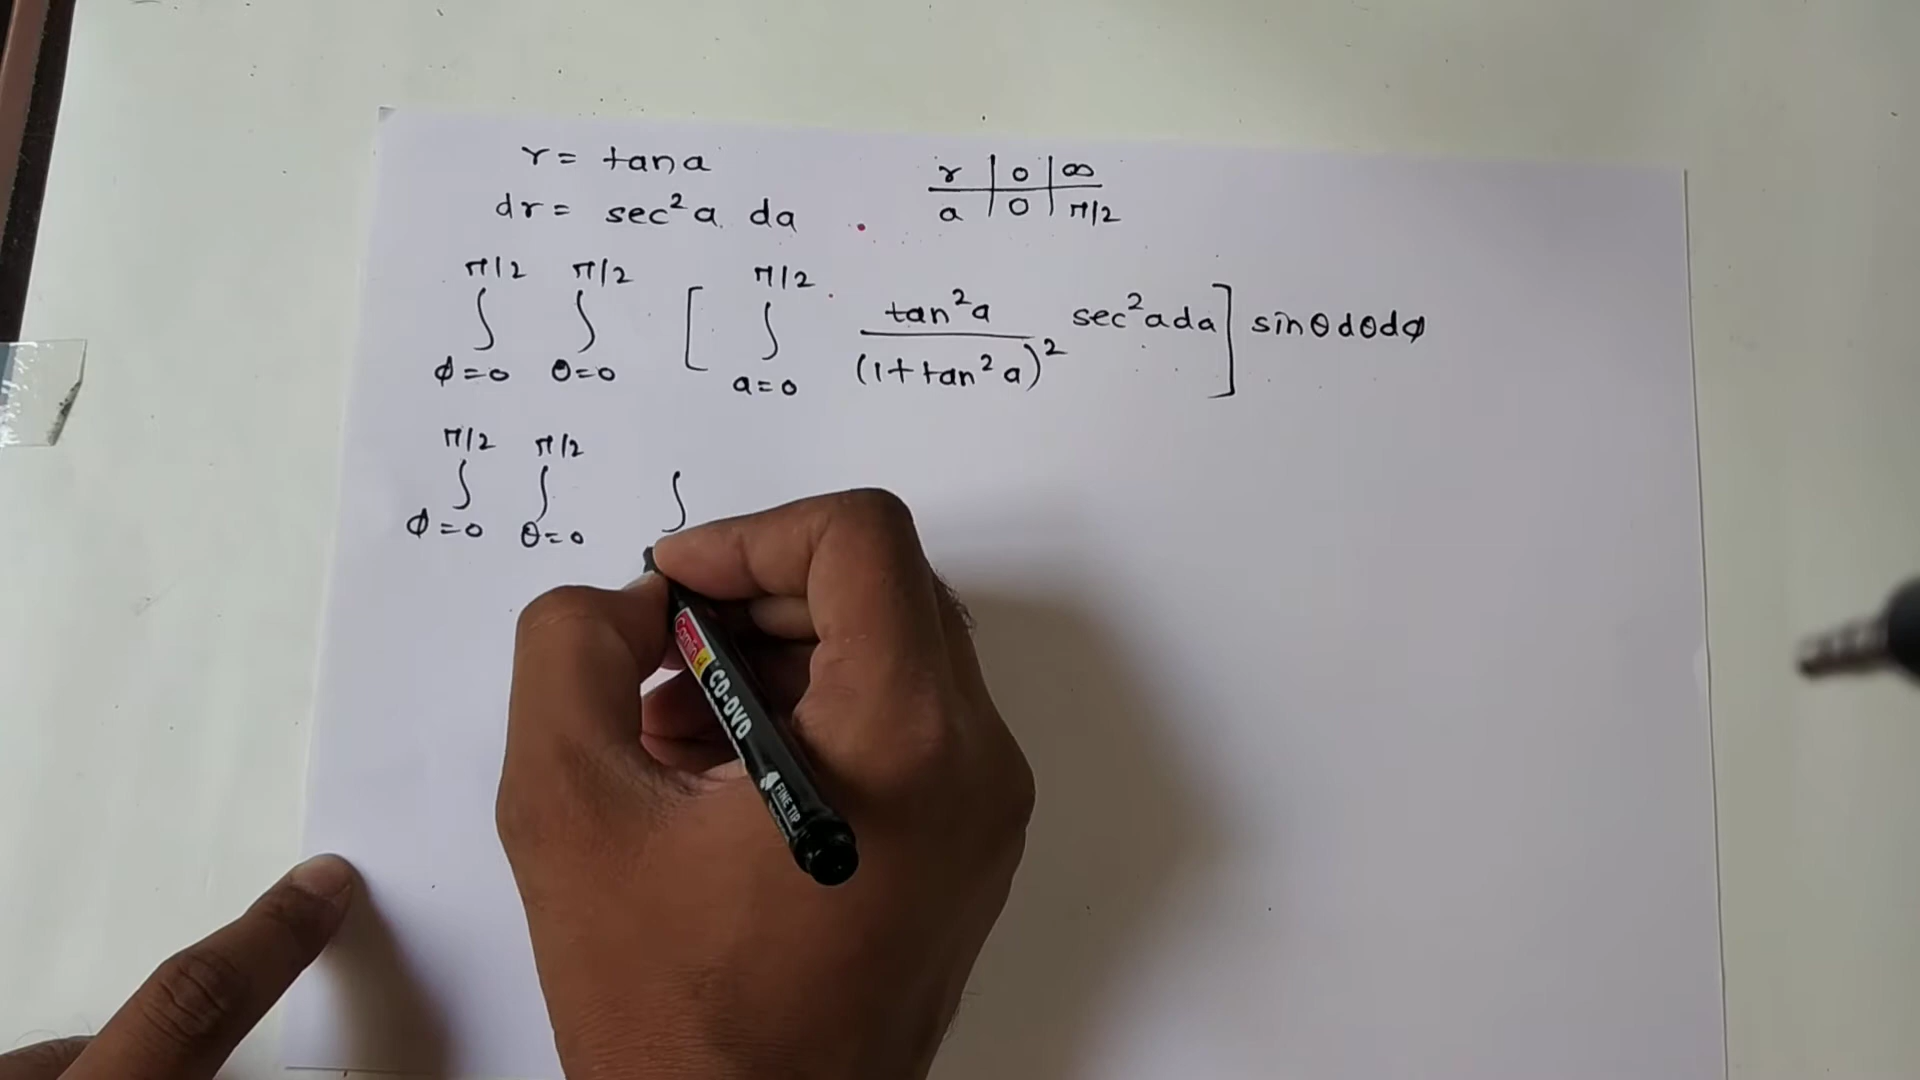 r = tan a
dr = sec²a da
r | 0 | ∞
a | 0 | π/2
π/2 π/2 π/2
∫ ∫ [ ∫ tan²a / (1+tan²a)² sec²a da ] sinθ dθ dϕ
ϕ=0 θ=0 a=0
π/2 π/2
∫ ∫ ∫
ϕ=0 θ=0
Camlin
CD-DVD
FINE TIP